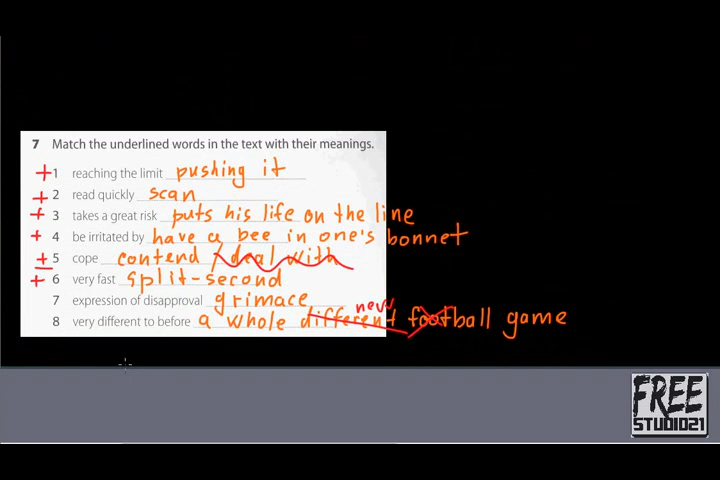 7 Match the underlined words in the text with their meanings.
+1 reaching the limit pushing it
+2 read quickly scan
+3 takes a great risk puts his life on the line
+4 be irritated by have a bee in one's bonnet
+5 cope contend / deal with
+6 very fast split-second
7 expression of disapproval grimace
new
8 very different to before a whole different football game
FREE
STUDIO21